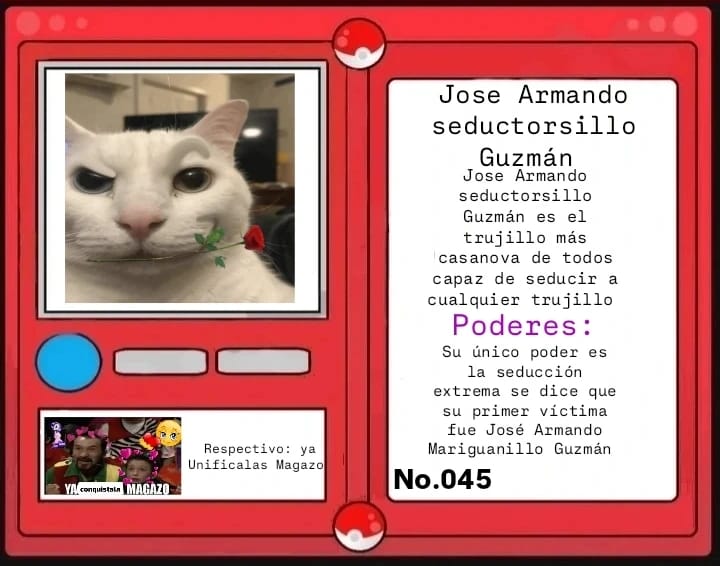 Jose Armando
seductorsillo
Guzmán
Jose Armando
seductorsillo
Guzmán es el
trujillo más
casanova de todos
capaz de seducir a
cualquier trujillo
Poderes:
Su único poder es
la seducción
extrema se dice que
su primer víctima
fue José Armando
Mariguanillo Guzmán
No.045
Respectivo: ya
Unifícalas Magazo
YA conquistala MAGAZO